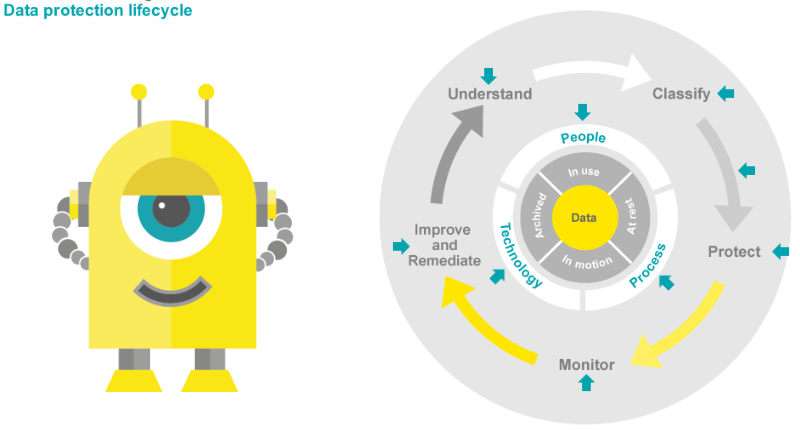 Data protection lifecycle
Understand
Classify
People
In use
Archived
Data
At rest
In motion
Technology
Process
Improve
and
Remediate
Protect
Monitor